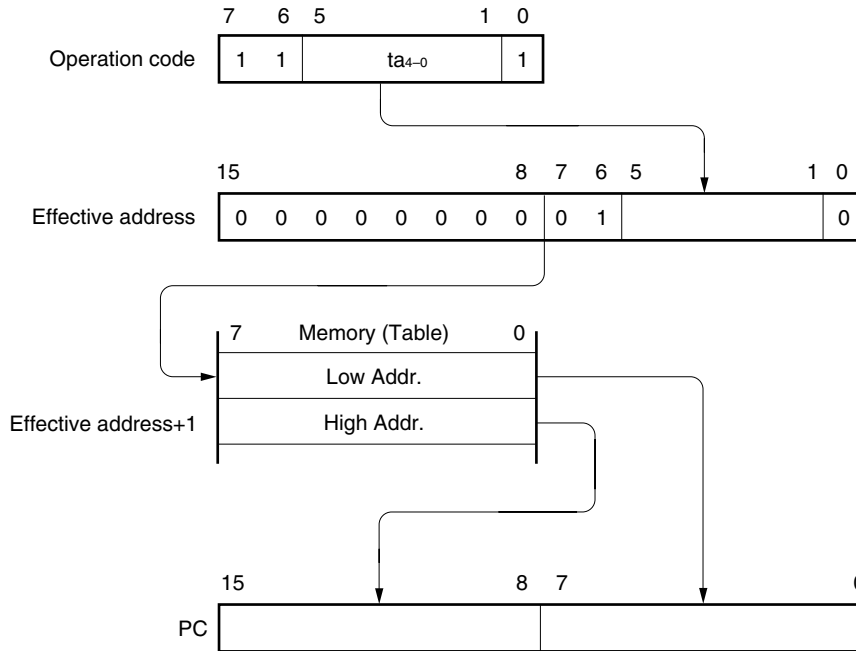 7 6 5 1 0
Operation code 1 1 ta4–0 1
15 8 7 6 5 1 0
Effective address 0 0 0 0 0 0 0 0 0 1 0
7 Memory (Table) 0
Low Addr.
Effective address+1 High Addr.
15 8 7
PC